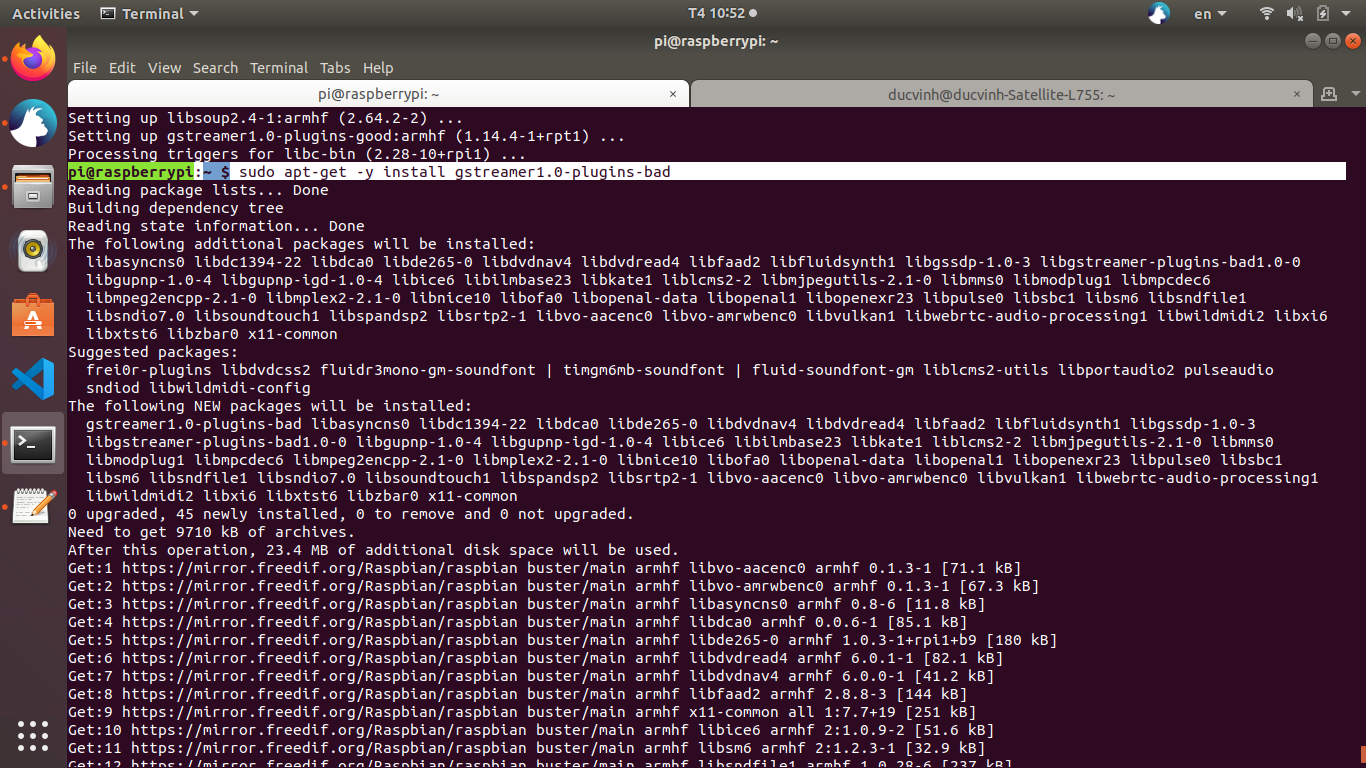 Activities Terminal T4 10:52 en
pi@raspberrypi: ~
File Edit View Search Terminal Tabs Help
pi@raspberrypi: ~ × ducvinh@ducvinh-Satellite-L755: ~ ×
Setting up libsoup2.4-1:armhf (2.64.2-2) ...
Setting up gstreamer1.0-plugins-good:armhf (1.14.4-1+rpt1) ...
Processing triggers for libc-bin (2.28-10+rpi1) ...
pi@raspberrypi:~ $ sudo apt-get -y install gstreamer1.0-plugins-bad
Reading package lists... Done
Building dependency tree
Reading state information... Done
The following additional packages will be installed:
libasyncns0 libdc1394-22 libdca0 libde265-0 libdvdnav4 libdvdread4 libfaad2 libfluidsynth1 libgssdp-1.0-3 libgstreamer-plugins-bad1.0-0
libgupnp-1.0-4 libgupnp-igd-1.0-4 libice6 libilmbase23 libkate1 liblcms2-2 libmjpegutils-2.1-0 libmms0 libmodplug1 libmpcdec6
libmpeg2encpp-2.1-0 libmplex2-2.1-0 libnice10 libofa0 libopenal-data libopenal1 libopenexr23 libpulse0 libsbc1 libsm6 libsndfile1
libsndio7.0 libsoundtouch1 libspandsp2 libsrtp2-1 libvo-aacenc0 libvo-amrwbenc0 libvulkan1 libwebrtc-audio-processing1 libwildmidi2 libxi6
libxtst6 libzbar0 x11-common
Suggested packages:
frei0r-plugins libdvdcss2 fluidr3mono-gm-soundfont | timgm6mb-soundfont | fluid-soundfont-gm liblcms2-utils libportaudio2 pulseaudio
sndiod libwildmidi-config
The following NEW packages will be installed:
gstreamer1.0-plugins-bad libasyncns0 libdc1394-22 libdca0 libde265-0 libdvdnav4 libdvdread4 libfaad2 libfluidsynth1 libgssdp-1.0-3
libgstreamer-plugins-bad1.0-0 libgupnp-1.0-4 libgupnp-igd-1.0-4 libice6 libilmbase23 libkate1 liblcms2-2 libmjpegutils-2.1-0 libmms0
libmodplug1 libmpcdec6 libmpeg2encpp-2.1-0 libmplex2-2.1-0 libnice10 libofa0 libopenal-data libopenal1 libopenexr23 libpulse0 libsbc1
libsm6 libsndfile1 libsndio7.0 libsoundtouch1 libspandsp2 libsrtp2-1 libvo-aacenc0 libvo-amrwbenc0 libvulkan1 libwebrtc-audio-processing1
libwildmidi2 libxi6 libxtst6 libzbar0 x11-common
0 upgraded, 45 newly installed, 0 to remove and 0 not upgraded.
Need to get 9710 kB of archives.
After this operation, 23.4 MB of additional disk space will be used.
Get:1 https://mirror.freedif.org/Raspbian/raspbian buster/main armhf libvo-aacenc0 armhf 0.1.3-1 [71.1 kB]
Get:2 https://mirror.freedif.org/Raspbian/raspbian buster/main armhf libvo-amrwbenc0 armhf 0.1.3-1 [67.3 kB]
Get:3 https://mirror.freedif.org/Raspbian/raspbian buster/main armhf libasyncns0 armhf 0.8-6 [11.8 kB]
Get:4 https://mirror.freedif.org/Raspbian/raspbian buster/main armhf libdca0 armhf 0.0.6-1 [85.1 kB]
Get:5 https://mirror.freedif.org/Raspbian/raspbian buster/main armhf libde265-0 armhf 1.0.3-1+rpi1+b9 [180 kB]
Get:6 https://mirror.freedif.org/Raspbian/raspbian buster/main armhf libdvdread4 armhf 6.0.1-1 [82.1 kB]
Get:7 https://mirror.freedif.org/Raspbian/raspbian buster/main armhf libdvdnav4 armhf 6.0.0-1 [41.2 kB]
Get:8 https://mirror.freedif.org/Raspbian/raspbian buster/main armhf libfaad2 armhf 2.8.8-3 [144 kB]
Get:9 https://mirror.freedif.org/Raspbian/raspbian buster/main armhf x11-common all 1:7.7+19 [251 kB]
Get:10 https://mirror.freedif.org/Raspbian/raspbian buster/main armhf libice6 armhf 2:1.0.9-2 [51.6 kB]
Get:11 https://mirror.freedif.org/Raspbian/raspbian buster/main armhf libsm6 armhf 2:1.2.3-1 [32.9 kB]
Get:12 https://mirror.freedif.org/Raspbian/raspbian buster/main armhf libsndfile1 armhf 1.0.28-6 [237 kB]